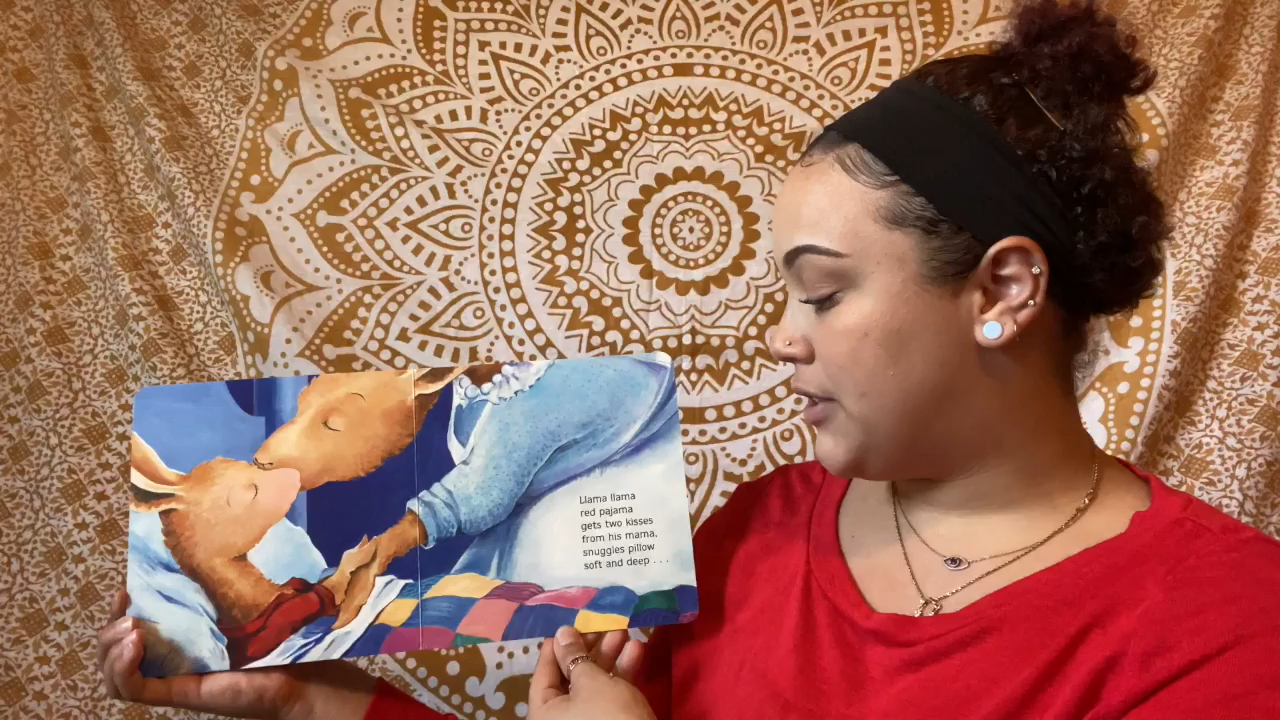 Llama llama
red pajama
gets two kisses
from his mama,
snuggles pillow
soft and deep . . .